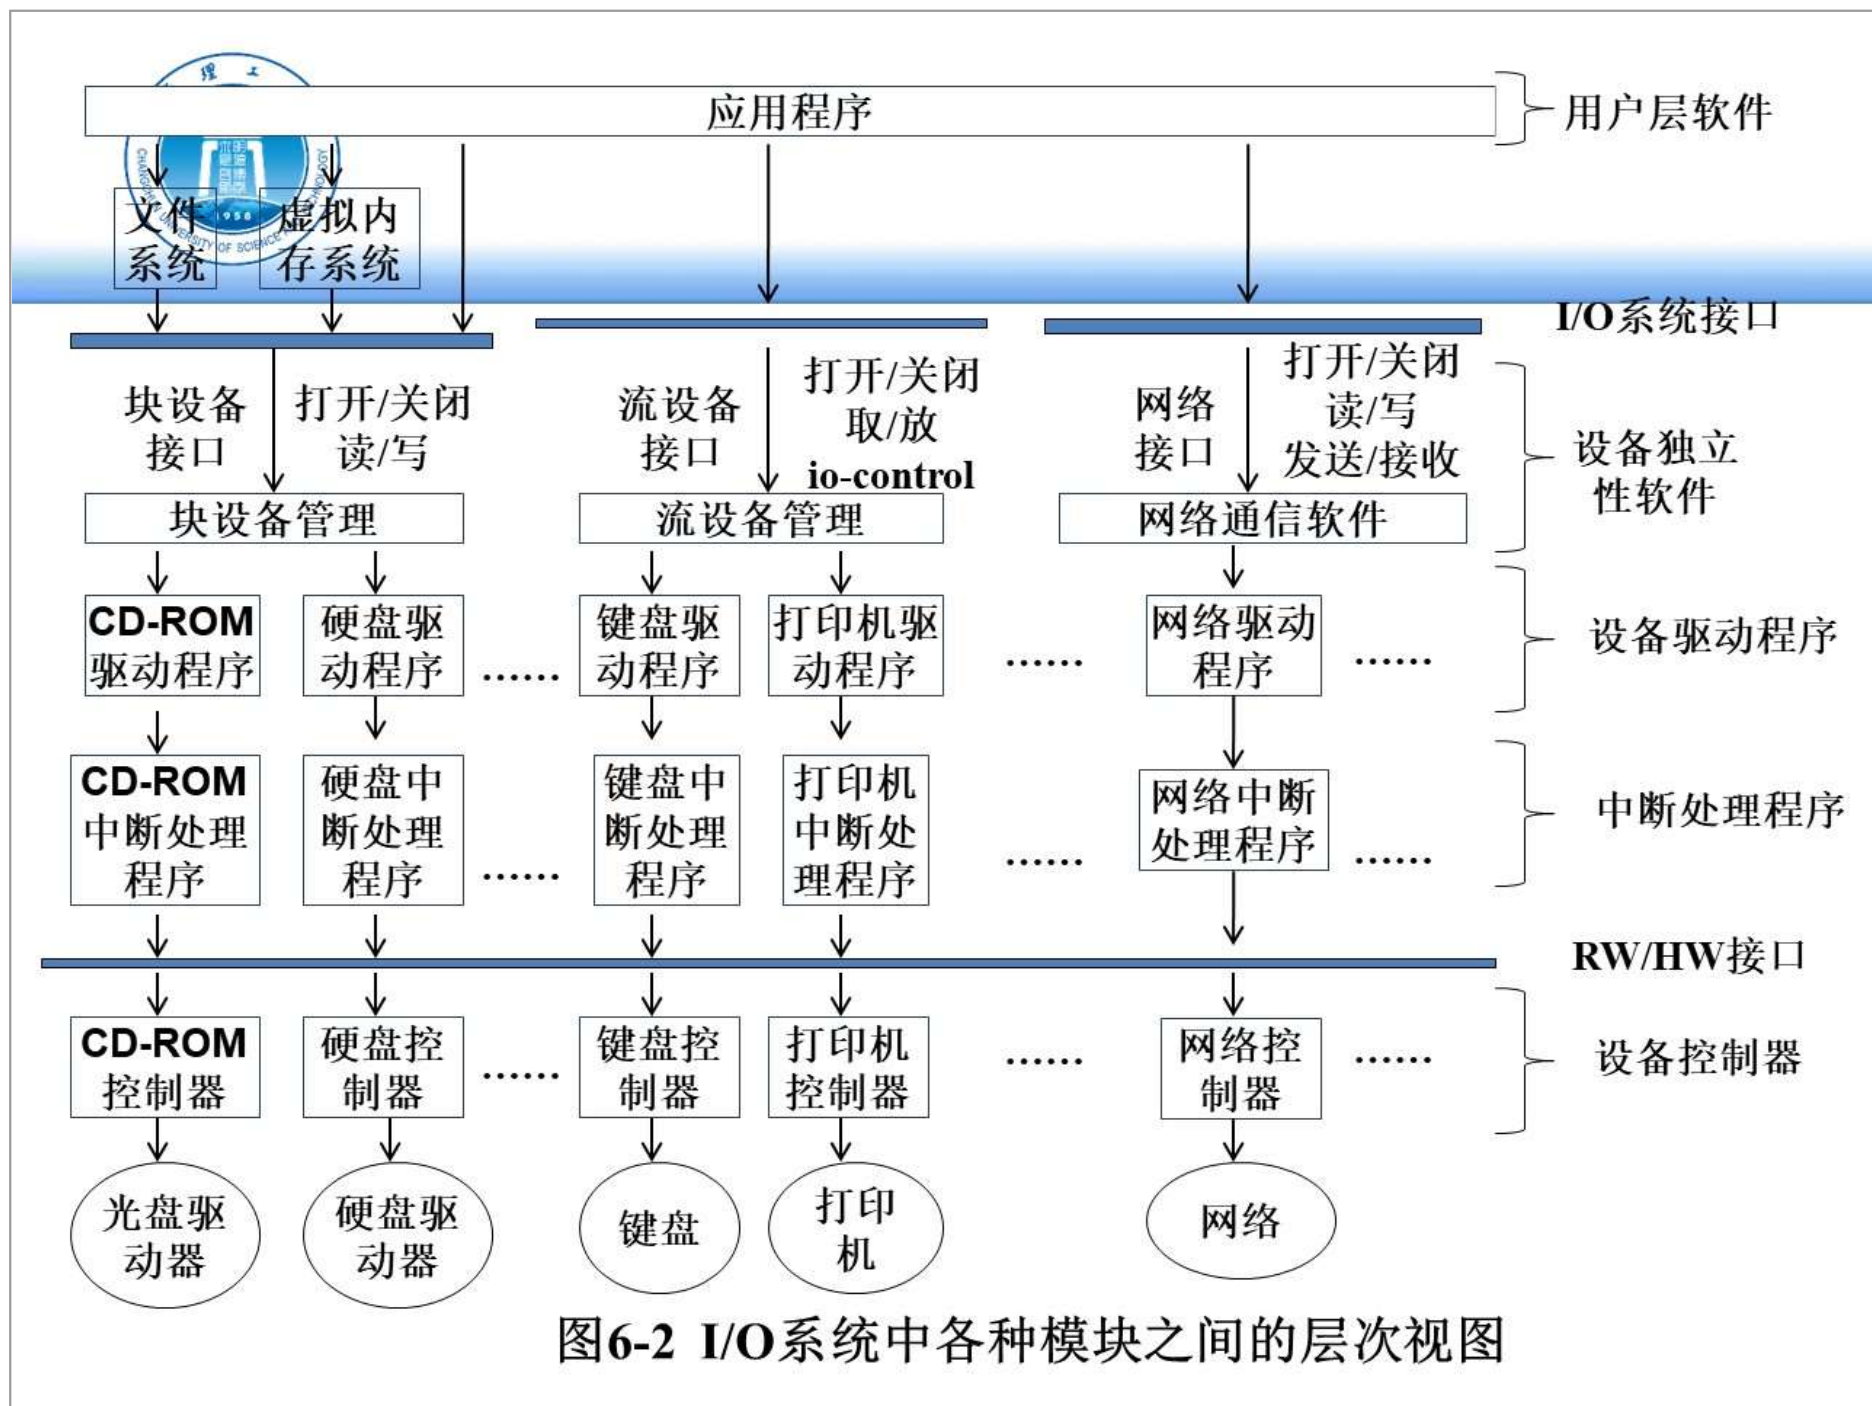 理 工
应用程序
用户层软件
CHANGCHUN UNIVERSITY OF SCIENCE AND TECHNOLOGY
1958
文件
系统
虚拟内
存系统
I/O系统接口
块设备
接口
打开/关闭
读/写
流设备
接口
打开/关闭
取/放
io-control
网络
接口
打开/关闭
读/写
发送/接收
设备独立
性软件
块设备管理
流设备管理
网络通信软件
CD-ROM
驱动程序
硬盘驱
动程序
……
键盘驱
动程序
打印机驱
动程序
……
网络驱动
程序
……
设备驱动程序
CD-ROM
中断处理
程序
硬盘中
断处理
程序
……
键盘中
断处理
程序
打印机
中断处
理程序
……
网络中断
处理程序
……
中断处理程序
RW/HW接口
CD-ROM
控制器
硬盘控
制器
……
键盘控
制器
打印机
控制器
……
网络控
制器
……
设备控制器
光盘驱
动器
硬盘驱
动器
键盘
打印
机
网络
图6-2 I/O系统中各种模块之间的层次视图